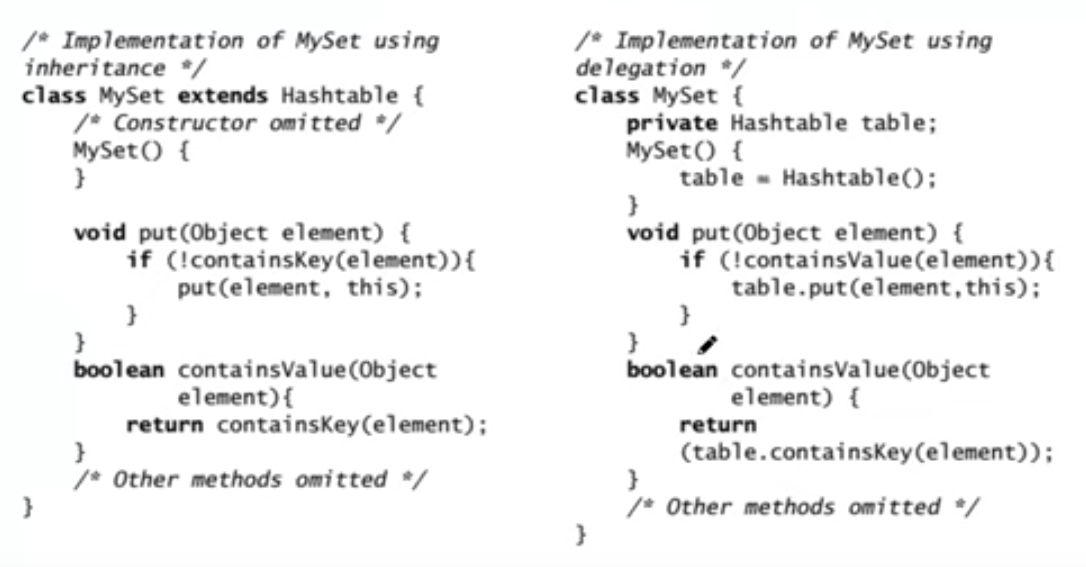 /* Implementation of MySet using
inheritance */
class MySet extends Hashtable {
/* Constructor omitted */
MySet() {
}
void put(Object element) {
if (!containsKey(element)){
put(element, this);
}
}
boolean containsValue(Object
element){
return containsKey(element);
}
/* Other methods omitted */
}
/* Implementation of MySet using
delegation */
class MySet {
private Hashtable table;
MySet() {
table = Hashtable();
}
void put(Object element) {
if (!containsValue(element)){
table.put(element,this);
}
}
boolean containsValue(Object
element) {
return
(table.containsKey(element));
}
/* Other methods omitted */
}